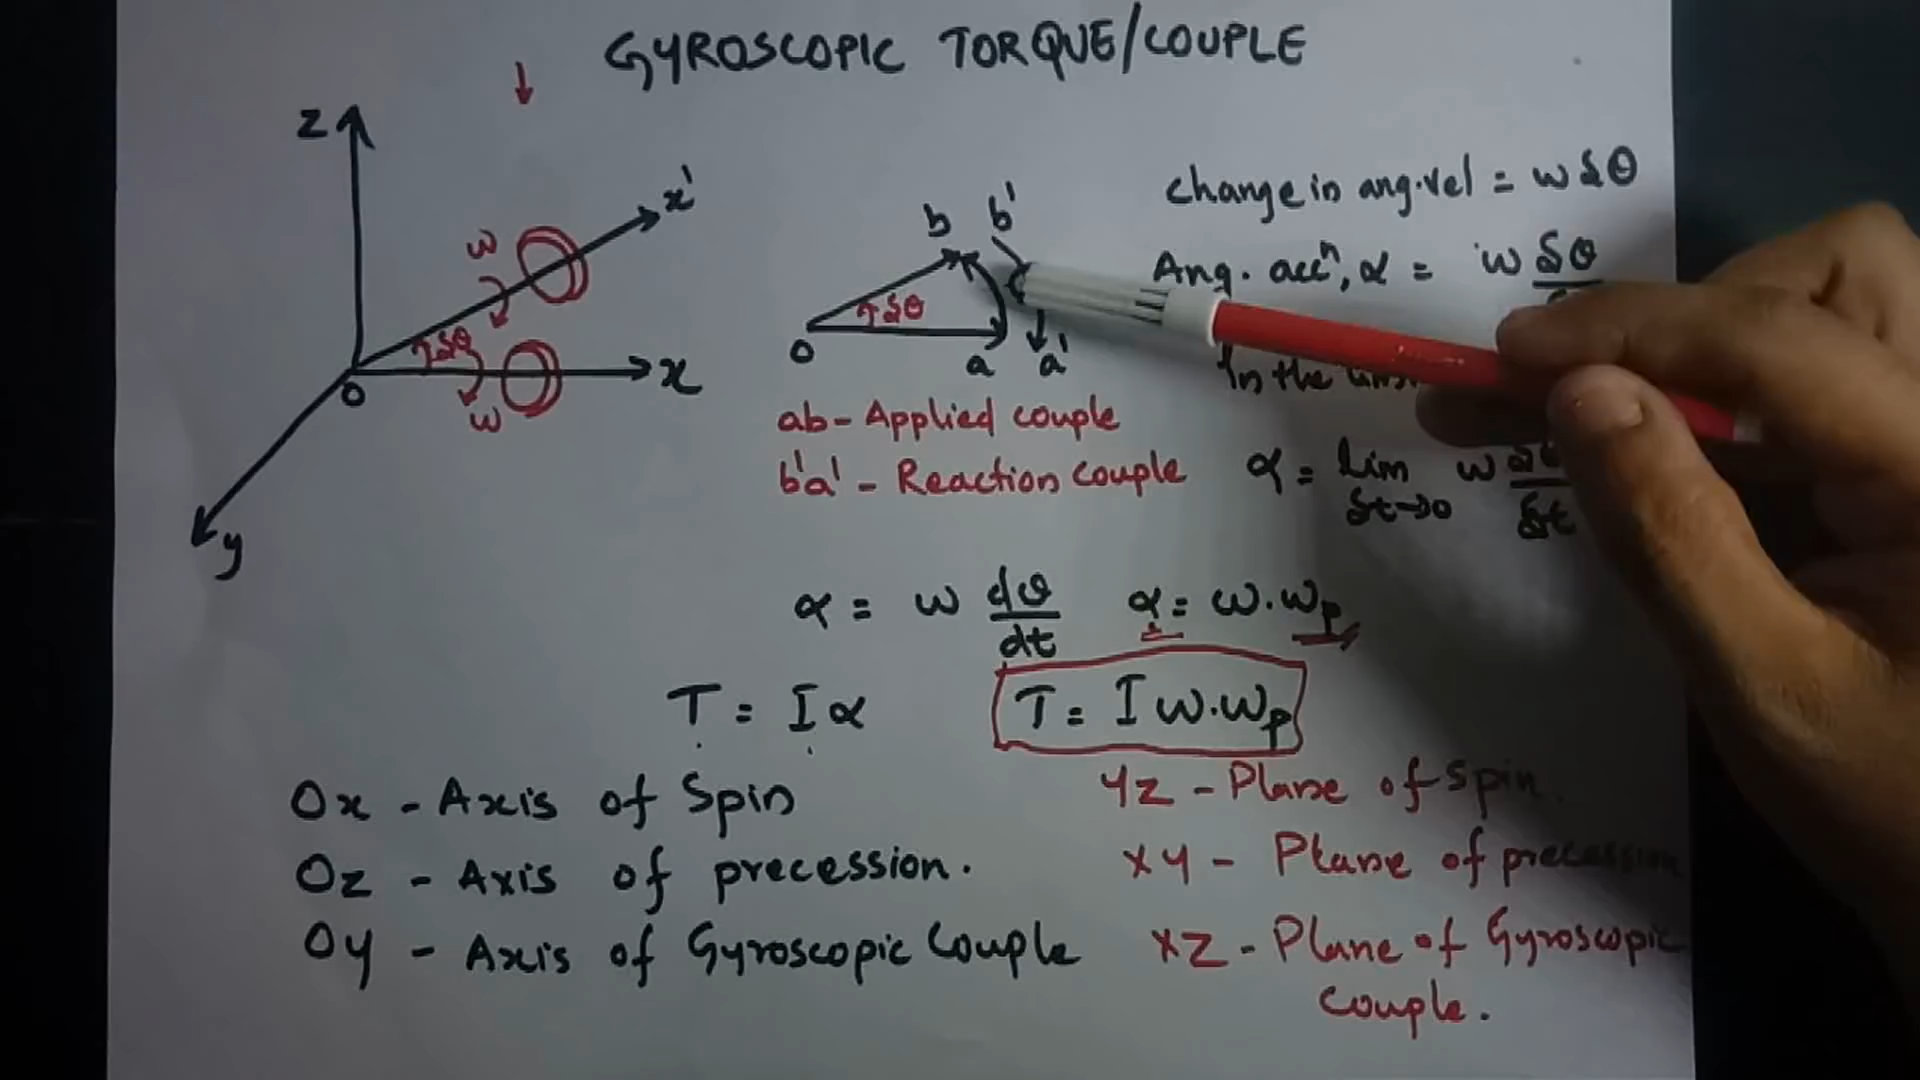 GYROSCOPIC TORQUE/COUPLE
z
x'
ω
δθ
x
ω
o
y
b b'
δθ
o a a'
ab - Applied couple
b'a' - Reaction couple
Change in ang.vel = ω δθ
Ang. accⁿ, α = ω δθ
In the
α = lim ω
δt→0 δt
α = ω dθ/dt α = ω.ωp
T = Iα T = I ω.ωp
Ox - Axis of Spin
Oz - Axis of precession.
Oy - Axis of Gyroscopic Couple
YZ - Plane of spin.
XY - Plane of precession
XZ - Plane of Gyroscopic
Couple.